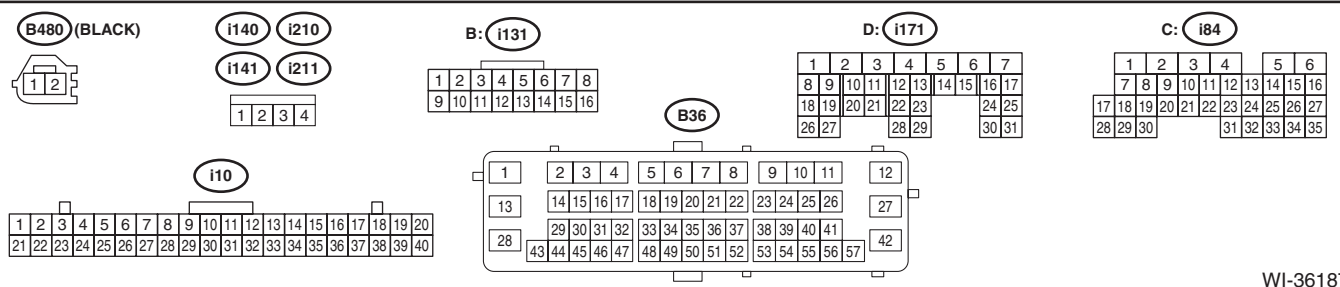 B480 (BLACK)
1 2
i140 i210
i141 i211
1 2 3 4
B: i131
1 2 3 4 5 6 7 8
9 10 11 12 13 14 15 16
D: i171
1 2 3 4 5 6 7
8 9 10 11 12 13 14 15 16 17
18 19 20 21 22 23 24 25
26 27 28 29 30 31
C: i84
1 2 3 4 5 6
7 8 9 10 11 12 13 14 15 16
17 18 19 20 21 22 23 24 25 26 27
28 29 30 31 32 33 34 35
i10
1 2 3 4 5 6 7 8 9 10 11 12 13 14 15 16 17 18 19 20
21 22 23 24 25 26 27 28 29 30 31 32 33 34 35 36 37 38 39 40
B36
1 2 3 4 5 6 7 8 9 10 11 12
13 14 15 16 17 18 19 20 21 22 23 24 25 26 27
28 29 30 31 32 33 34 35 36 37 38 39 40 41 42
43 44 45 46 47 48 49 50 51 52 53 54 55 56 57
WI-36187